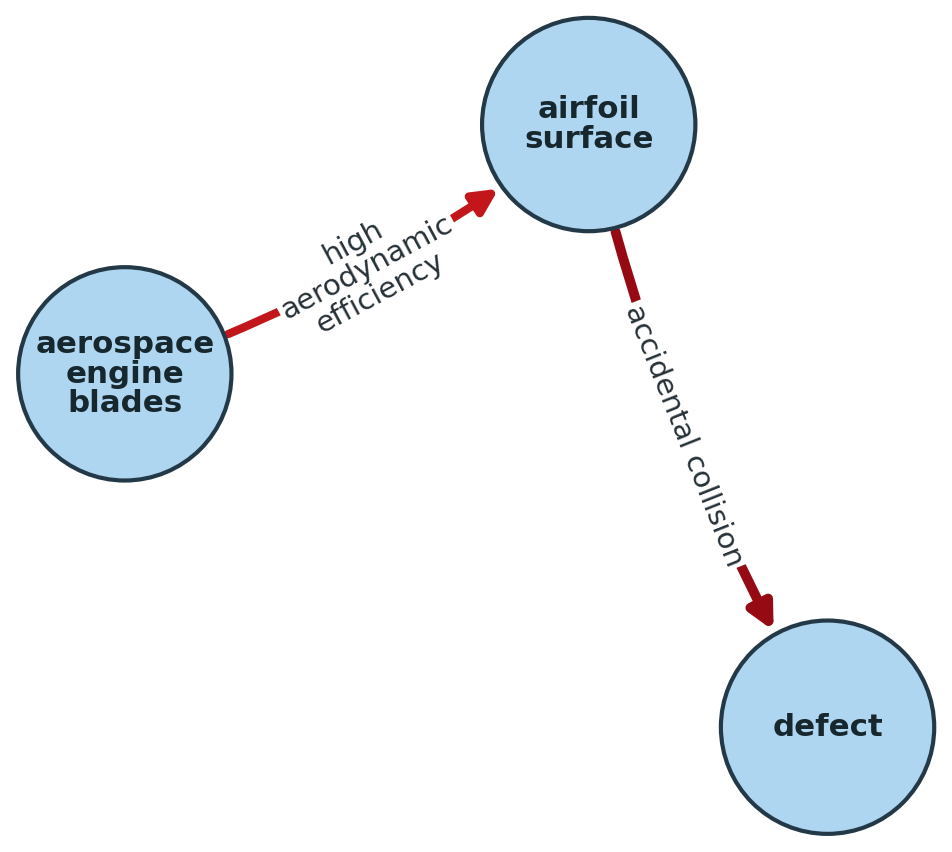 airfoil
surface
high
aerodynamic
efficiency
aerospace
engine
blades
accidental collision
defect